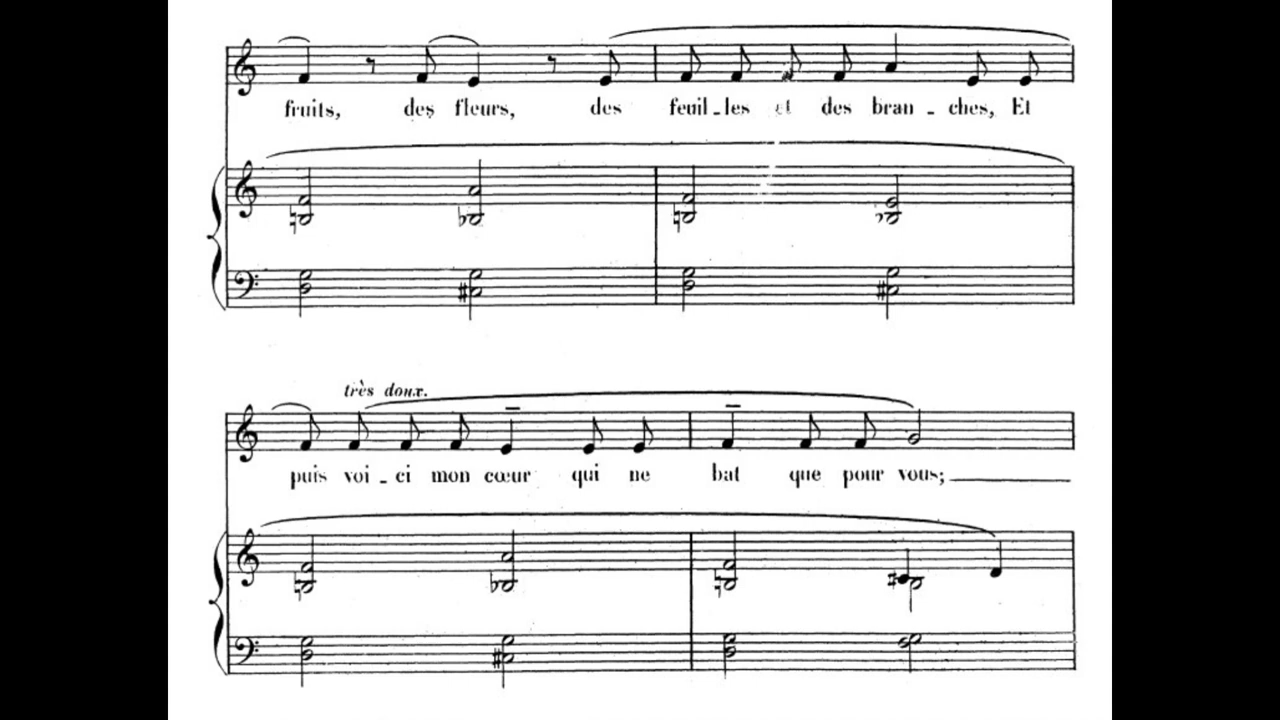 fruits, des fleurs, des feuil - les et des bran - ches, Et
très doux.
puis voi - ci mon cœur qui ne bat que pour vous;